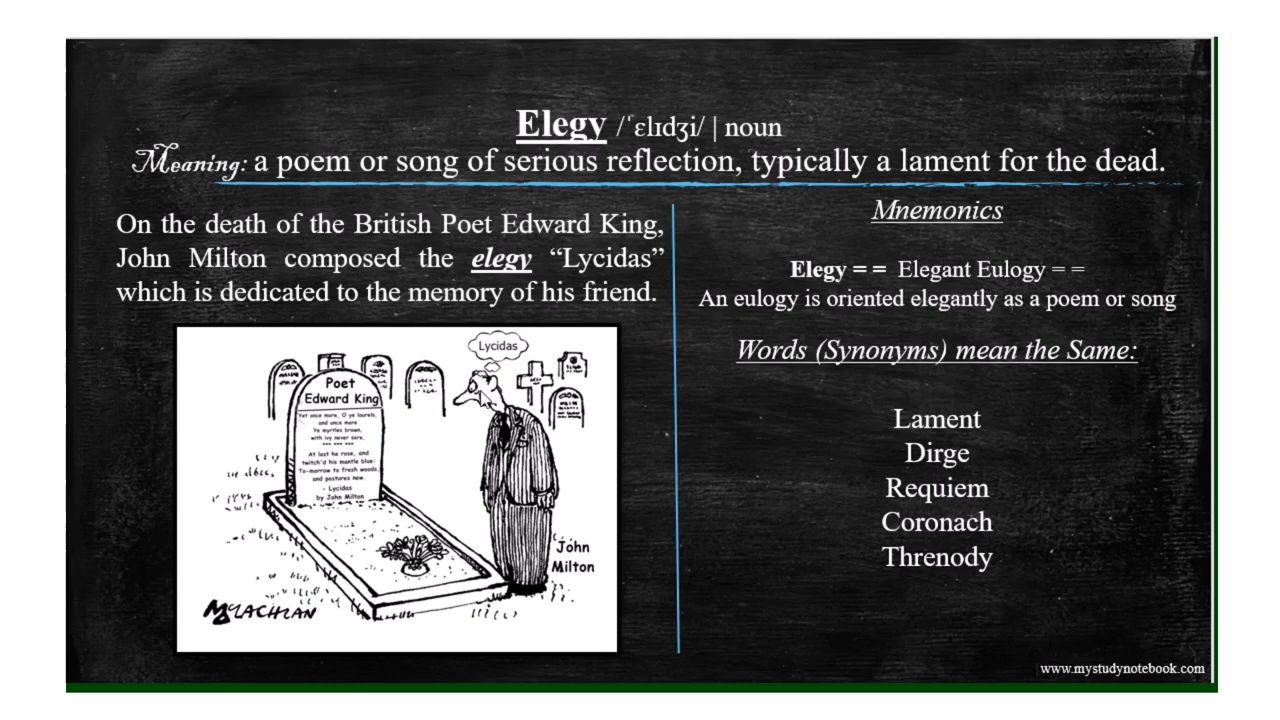 Elegy /ˈɛlɪdʒi/ | noun
Meaning: a poem or song of serious reflection, typically a lament for the dead.
On the death of the British Poet Edward King,
John Milton composed the elegy “Lycidas”
which is dedicated to the memory of his friend.
Lycidas
Poet
Edward King
Yet once more, O ye laurels,
and once more
Ye myrtles brown,
with ivy never sere,
*** *** ***
At last he rose, and
twitch'd his mantle blue:
To-morrow to fresh woods,
and pastures new.
- Lycidas
by John Milton
John
Milton
McLACHLAN
Mnemonics
Elegy = = Elegant Eulogy = =
An eulogy is oriented elegantly as a poem or song
Words (Synonyms) mean the Same:
Lament
Dirge
Requiem
Coronach
Threnody
www.mystudynotebook.com